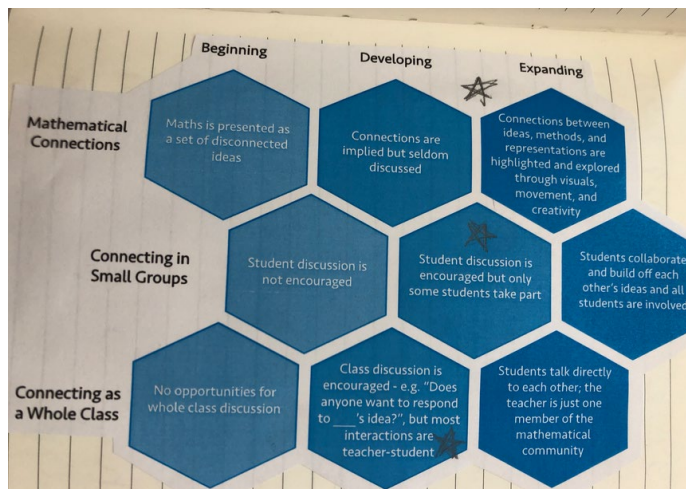 Beginning
Developing
Expanding
Mathematical
Connections
Maths is presented as
a set of disconnected
ideas
Connections are
implied but seldom
discussed
Connections between
ideas, methods, and
representations are
highlighted and explored
through visuals,
movement, and
creativity
Connecting in
Small Groups
Student discussion is
not encouraged
Student discussion is
encouraged but only
some students take part
Students collaborate
and build off each
other's ideas and all
students are involved
Connecting as
a Whole Class
No opportunities for
whole class discussion
Class discussion is
encouraged - e.g. "Does
anyone want to respond
to ___'s idea?", but most
interactions are
teacher-student
Students talk directly
to each other; the
teacher is just one
member of the
mathematical
community